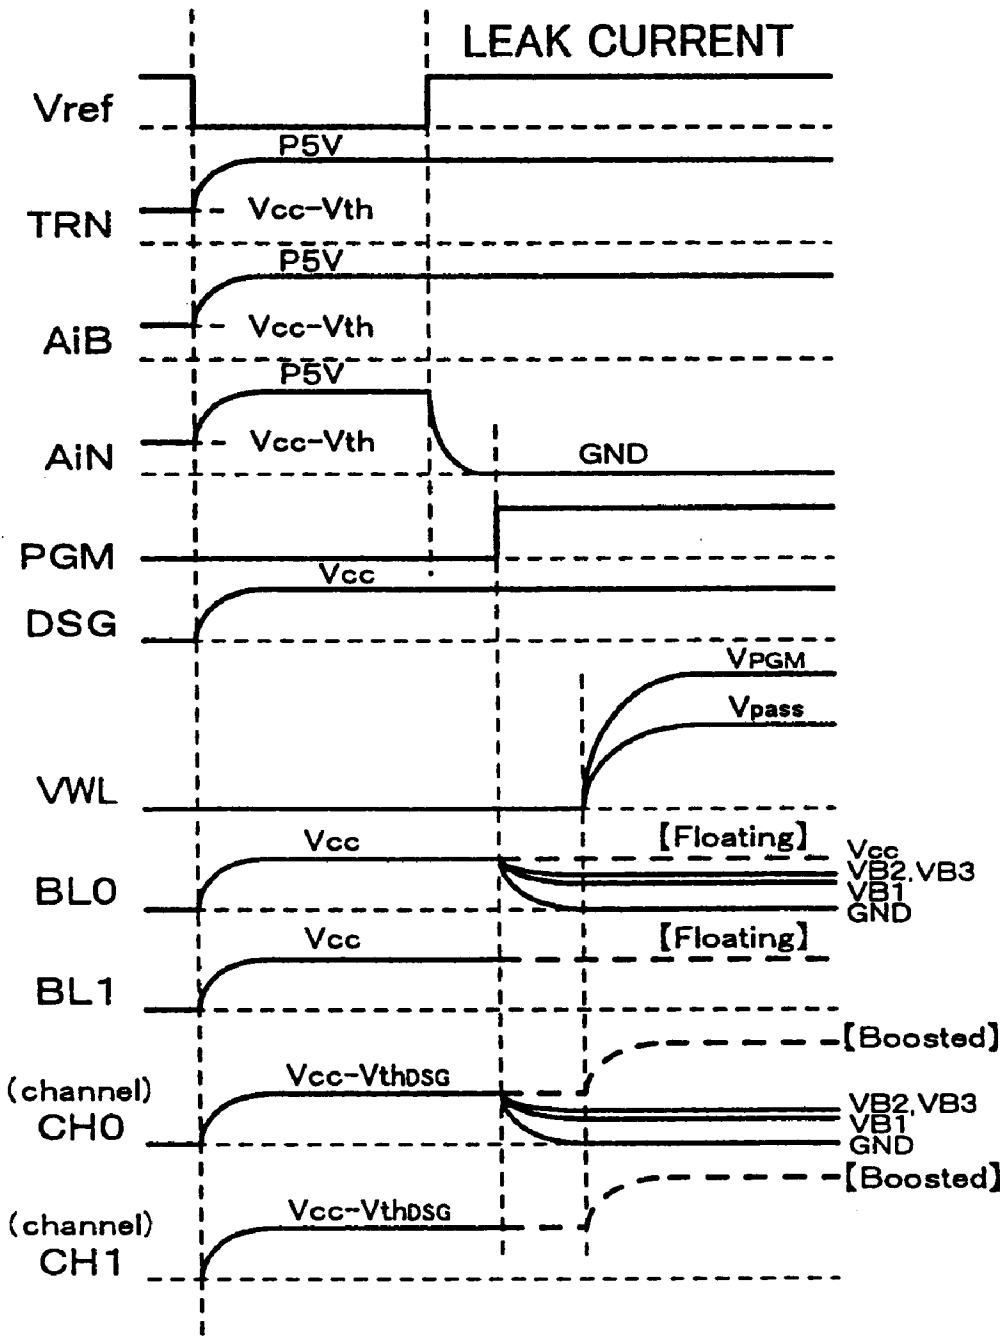 LEAK CURRENT
Vref
P5V
Vcc-Vth
TRN
P5V
Vcc-Vth
AiB
P5V
Vcc-Vth
AiN
GND
PGM
Vcc
DSG
VPGM
Vpass
VWL
Vcc
【Floating】
Vcc
VB2,VB3
VB1
GND
BL0
Vcc
【Floating】
BL1
【Boosted】
Vcc-VthDSG
(channel)
CH0
VB2,VB3
VB1
GND
【Boosted】
Vcc-VthDSG
(channel)
CH1